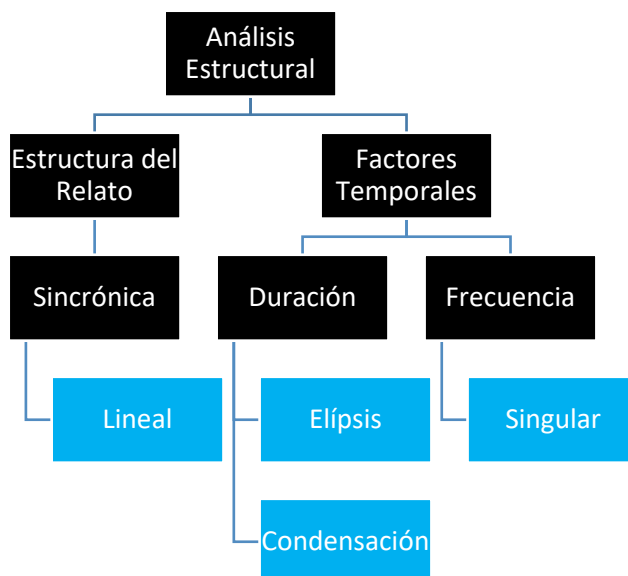 Análisis
Estructural
Estructura del
Relato
Factores
Temporales
Sincrónica
Duración
Frecuencia
Lineal
Elípsis
Singular
Condensación